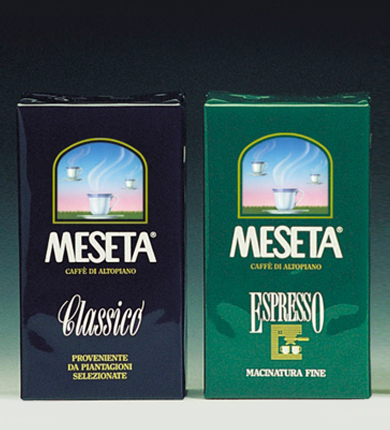 MESETA®
CAFFÈ DI ALTOPIANO
Classico
PROVENIENTE
DA PIANTAGIONI
SELEZIONATE
MESETA®
CAFFÈ DI ALTOPIANO
ESPRESSO
MACINATURA FINE